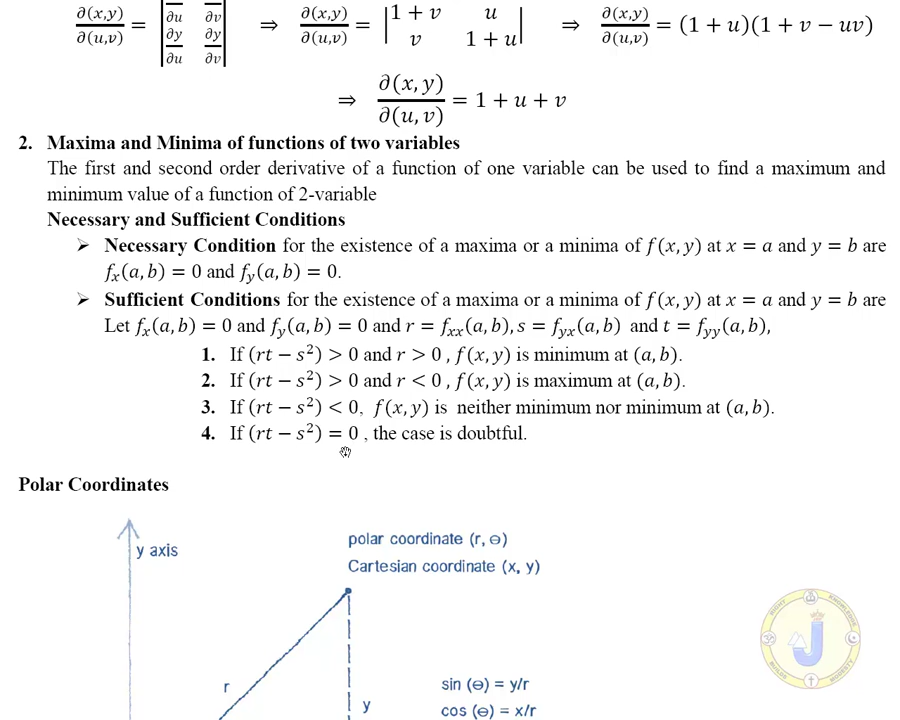 ∂(x,y)/∂(u,v) = |∂u ∂v ∂y/∂u ∂y/∂v| ⇒ ∂(x,y)/∂(u,v) = |1 + v u v 1 + u| ⇒ ∂(x,y)/∂(u,v) = (1 + u)(1 + v − uv)
⇒ ∂(x,y)/∂(u,v) = 1 + u + v
2. Maxima and Minima of functions of two variables
The first and second order derivative of a function of one variable can be used to find a maximum and
minimum value of a function of 2-variable
Necessary and Sufficient Conditions
➢ Necessary Condition for the existence of a maxima or a minima of f(x,y) at x = a and y = b are
fₓ(a,b) = 0 and f_y(a,b) = 0.
➢ Sufficient Conditions for the existence of a maxima or a minima of f(x,y) at x = a and y = b are
Let fₓ(a,b) = 0 and f_y(a,b) = 0 and r = fₓₓ(a,b), s = f_yx(a,b) and t = f_yy(a,b),
1. If (rt − s²) > 0 and r > 0 , f(x,y) is minimum at (a,b).
2. If (rt − s²) > 0 and r < 0 , f(x,y) is maximum at (a,b).
3. If (rt − s²) < 0, f(x,y) is neither minimum nor minimum at (a,b).
4. If (rt − s²) = 0 , the case is doubtful.
Polar Coordinates
y axis
polar coordinate (r, ɵ)
Cartesian coordinate (x, y)
r
y
sin (ɵ) = y/r
cos (ɵ) = x/r
J